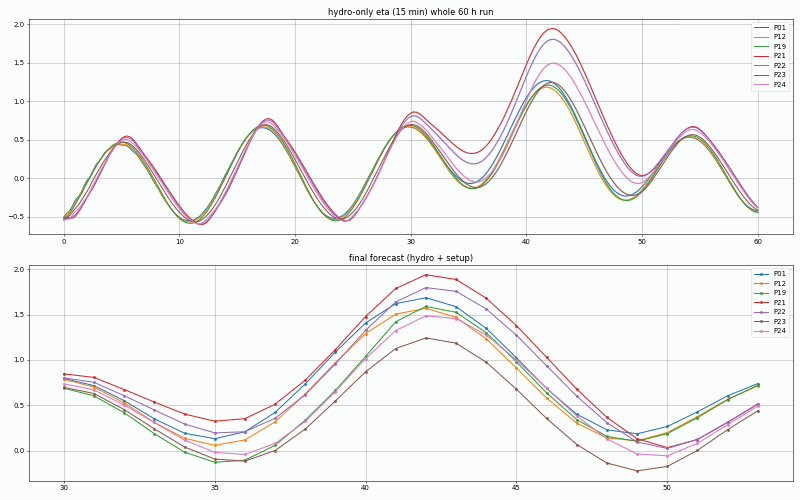 hydro-only eta (15 min) whole 60 h run
2.0
1.5
1.0
0.5
0.0
−0.5
0
10
20
30
40
50
60
P01
P12
P19
P21
P22
P23
P24
final forecast (hydro + setup)
2.0
1.5
1.0
0.5
0.0
30
35
40
45
50
P01
P12
P19
P21
P22
P23
P24